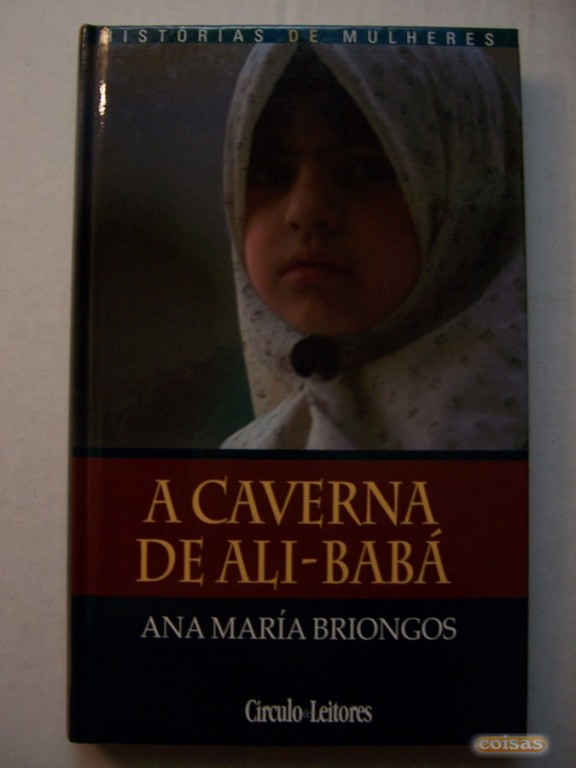 HISTÓRIAS DE MULHERES
A CAVERNA
DE ALI-BABÁ
ANA MARÍA BRIONGOS
Círculo de Leitores
coisas